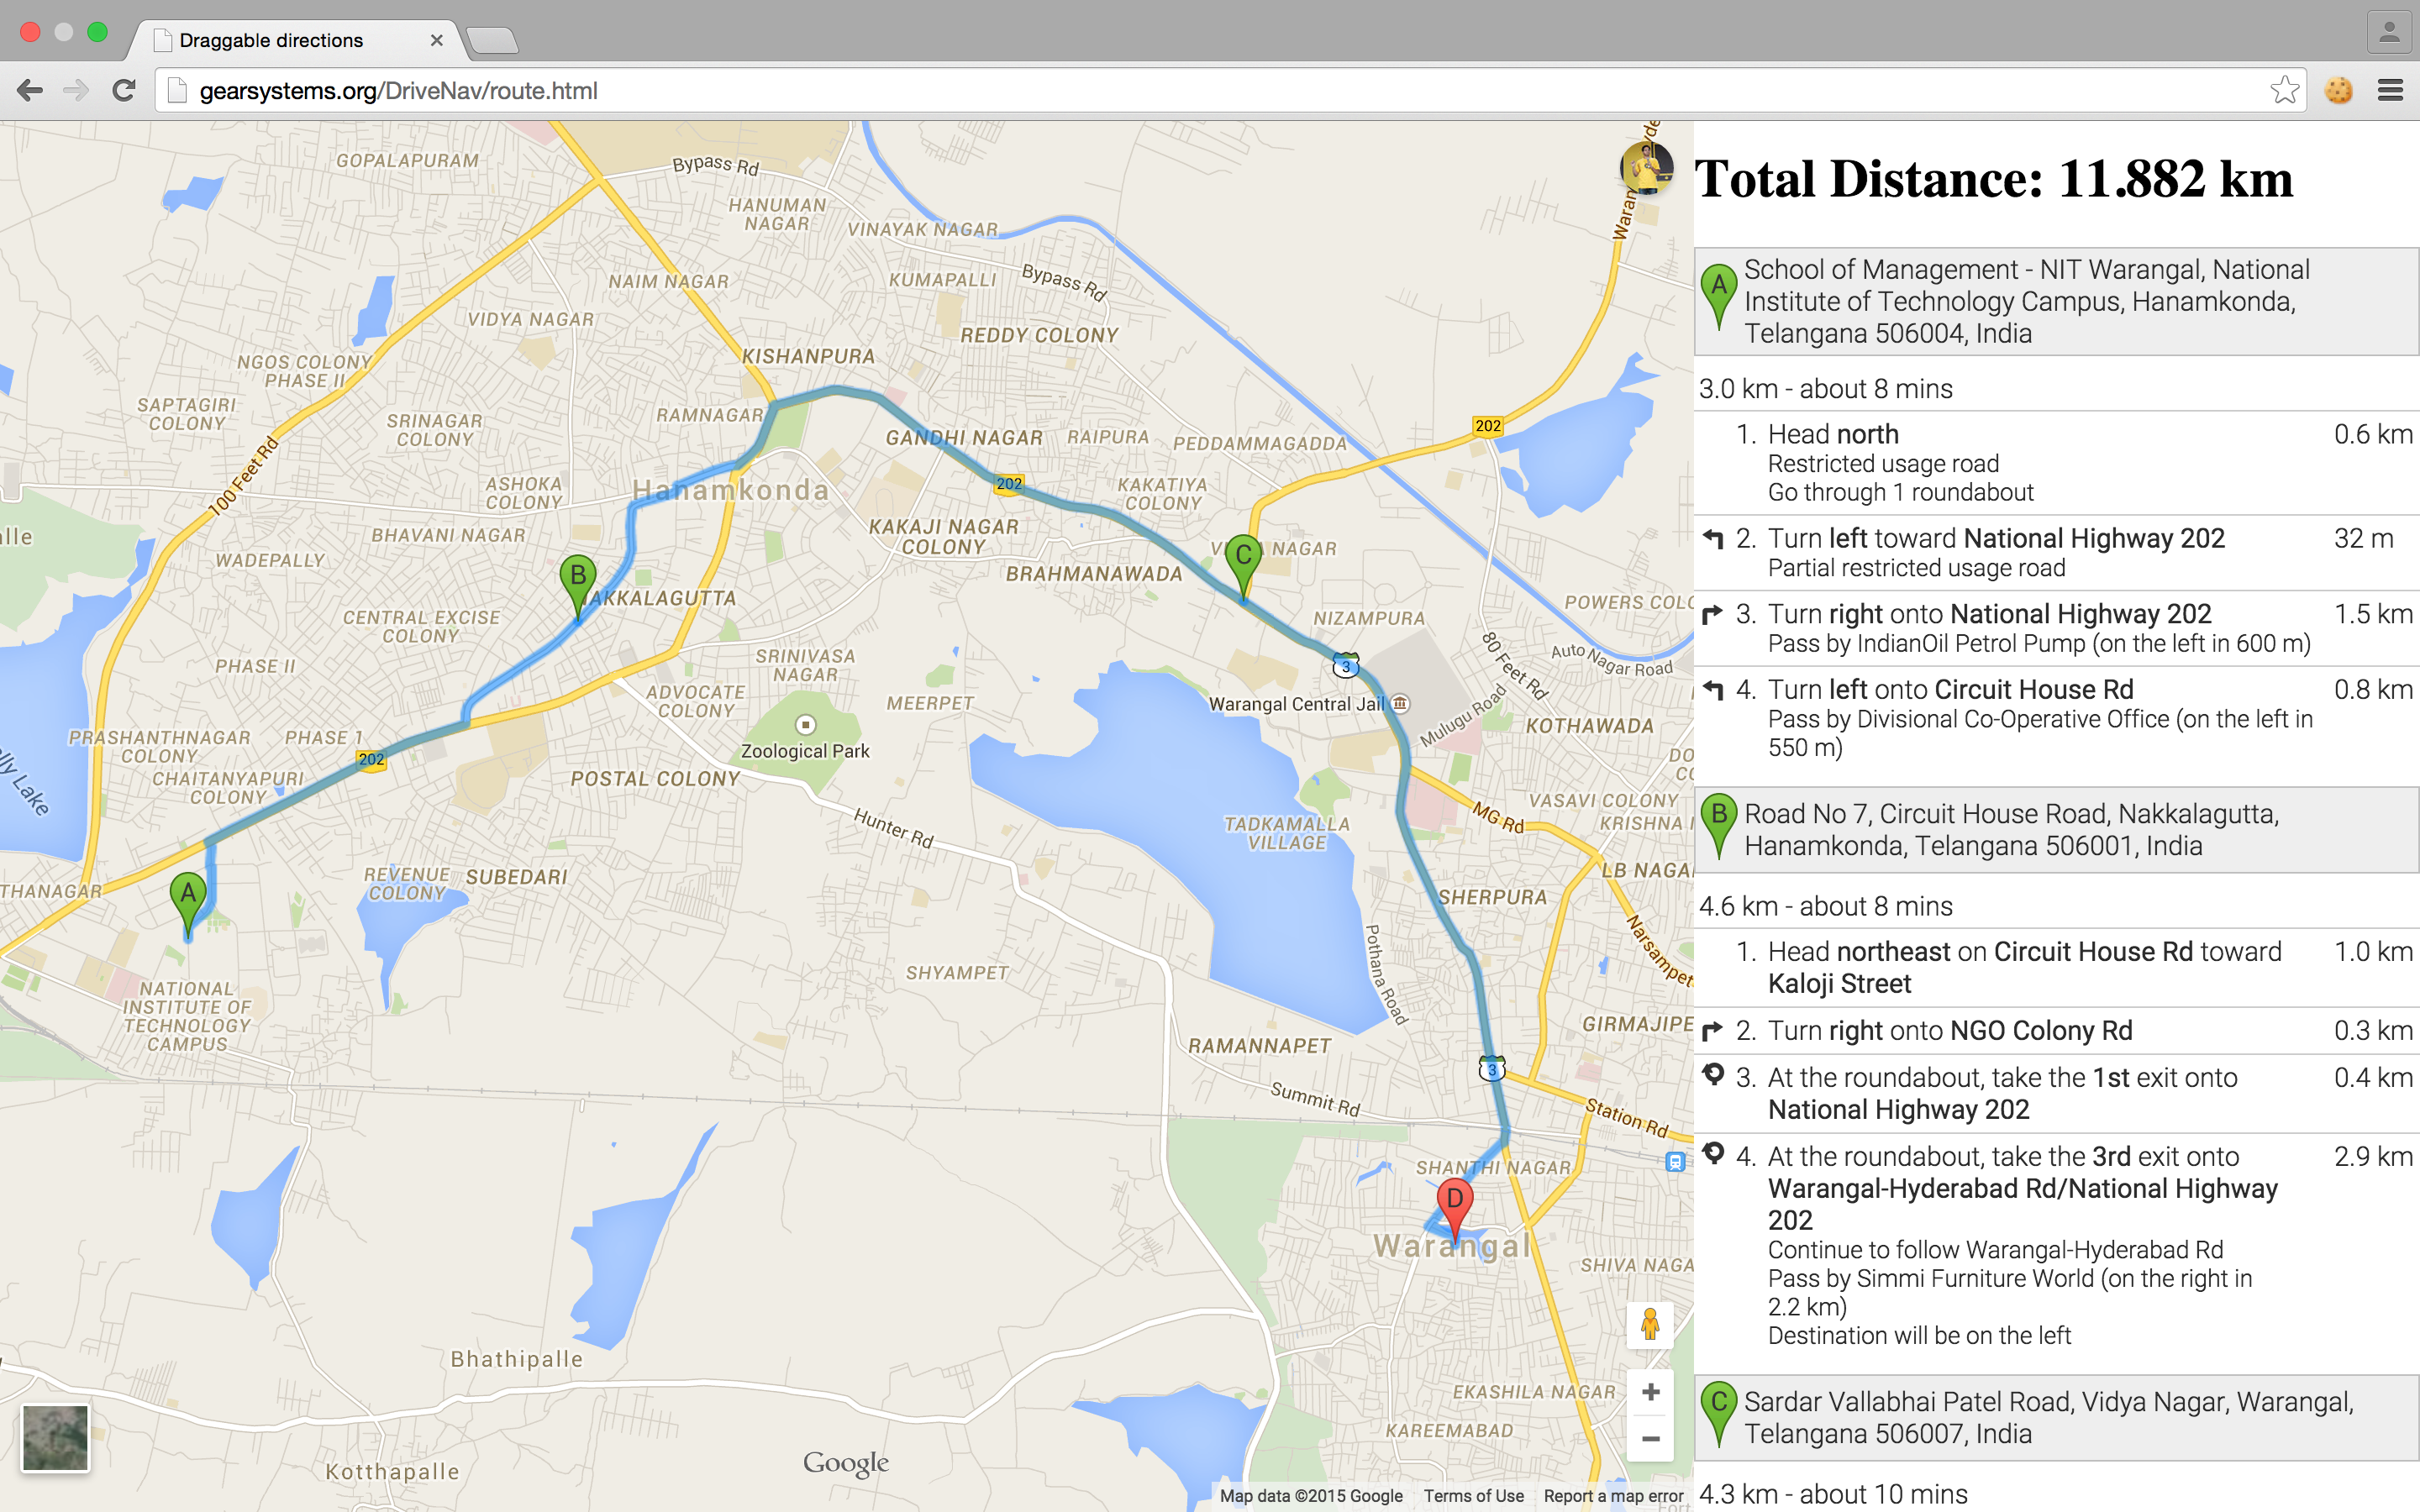 Draggable directions
gearsystems.org/DriveNav/route.html
GOPALAPURAM
Bypass Rd
HANUMAN
NAGAR
VINAYAK NAGAR
NAIM NAGAR
KUMAPALLI
Bypass Rd
VIDYA NAGAR
REDDY COLONY
KISHANPURA
NGOS COLONY
PHASE II
SAPTAGIRI
COLONY
SRINAGAR
COLONY
RAMNAGAR
GANDHI NAGAR
RAIPURA
PEDDAMMAGADDA
202
100 Feet Rd
ASHOKA
COLONY
Hanamkonda
202
KAKATIYA
COLONY
BHAVANI NAGAR
KAKAJI NAGAR
COLONY
WADEPALLY
BRAHMANAWADA
C
NAGAR
B
AKKALAGUTTA
CENTRAL EXCISE
COLONY
NIZAMPURA
POWERS COLO
PHASE II
SRINIVASA
NAGAR
3
80 Feet Rd
Auto Nagar Road
ADVOCATE
COLONY
MEERPET
Warangal Central Jail
Mulugu Road
KOTHAWADA
PRASHANTHNAGAR
COLONY
PHASE 1
202
Zoological Park
CHAITANYAPURI
COLONY
POSTAL COLONY
Hunter Rd
TADKAMALLA
VILLAGE
MG Rd
VASAVI COLONY
KRISHNA
lly Lake
THANAGAR
A
REVENUE
COLONY
SUBEDARI
LB NAGA
SHERPURA
Narsampet
Pothana Road
SHYAMPET
NATIONAL
INSTITUTE OF
TECHNOLOGY
CAMPUS
GIRMAJIPE
RAMANNAPET
3
Summit Rd
Station Rd
SHANTHI NAGAR
D
Warangal
SHIVA NAGA
Bhathipalle
EKASHILA NAGAR
KAREEMABAD
Kotthapalle
Google
Map data ©2015 Google Terms of Use Report a map error
Total Distance: 11.882 km
A School of Management - NIT Warangal, National
Institute of Technology Campus, Hanamkonda,
Telangana 506004, India
3.0 km - about 8 mins
1. Head north 0.6 km
Restricted usage road
Go through 1 roundabout
2. Turn left toward National Highway 202 32 m
Partial restricted usage road
3. Turn right onto National Highway 202 1.5 km
Pass by IndianOil Petrol Pump (on the left in 600 m)
4. Turn left onto Circuit House Rd 0.8 km
Pass by Divisional Co-Operative Office (on the left in
550 m)
B Road No 7, Circuit House Road, Nakkalagutta,
Hanamkonda, Telangana 506001, India
4.6 km - about 8 mins
1. Head northeast on Circuit House Rd toward 1.0 km
Kaloji Street
2. Turn right onto NGO Colony Rd 0.3 km
3. At the roundabout, take the 1st exit onto 0.4 km
National Highway 202
4. At the roundabout, take the 3rd exit onto 2.9 km
Warangal-Hyderabad Rd/National Highway
202
Continue to follow Warangal-Hyderabad Rd
Pass by Simmi Furniture World (on the right in
2.2 km)
Destination will be on the left
C Sardar Vallabhai Patel Road, Vidya Nagar, Warangal,
Telangana 506007, India
4.3 km - about 10 mins